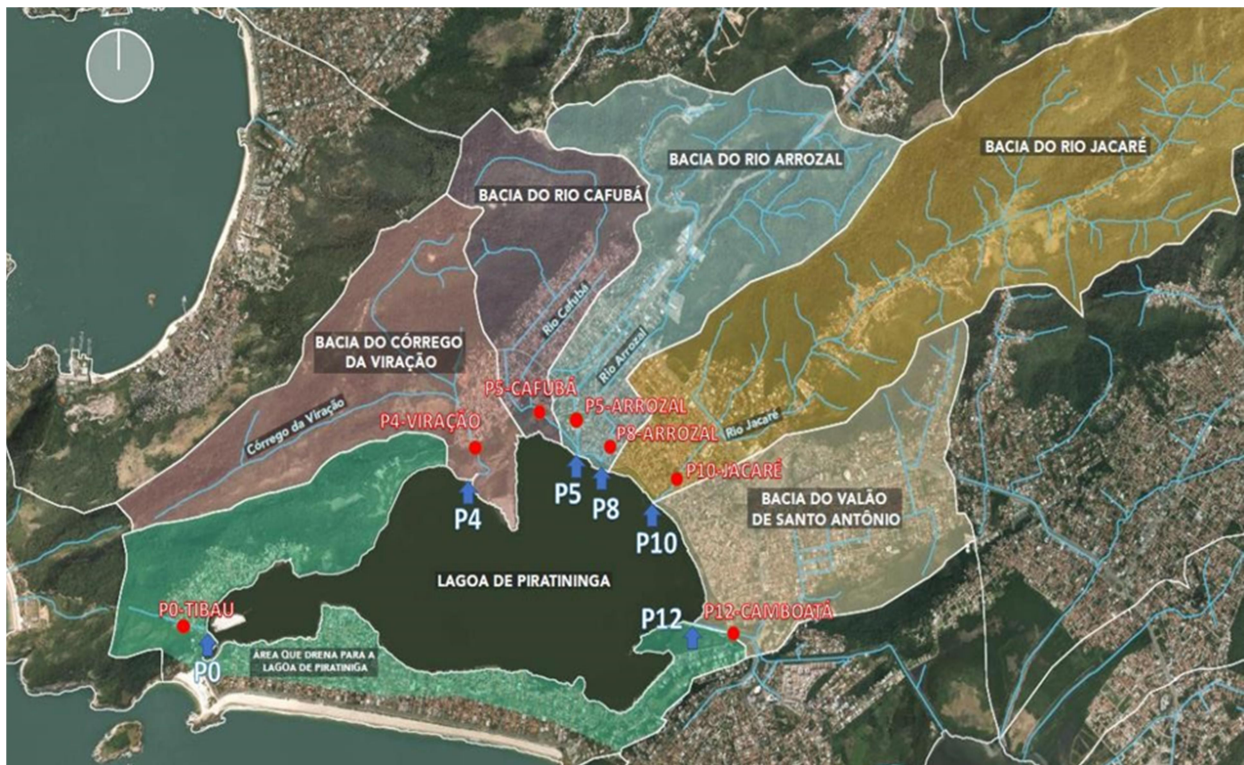 BACIA DO RIO ARROZAL
BACIA DO RIO JACARÉ
BACIA DO RIO CAFUBÁ
Rio Cafubá
Rio Arrozal
BACIA DO CÓRREGO
DA VIRAÇÃO
Córrego da Viração
P5-CAFUBÁ
P5-ARROZAL
P4-VIRAÇÃO
P8-ARROZAL
Rio Jacaré
P10-JACARÉ
P5
P8
P4
P10
BACIA DO VALÃO
DE SANTO ANTÔNIO
LAGOA DE PIRATININGA
P0-TIBAU
P12
P12-CAMBOATÁ
P0
ÁREA QUE DRENA PARA A
LAGOA DE PIRATINIGA